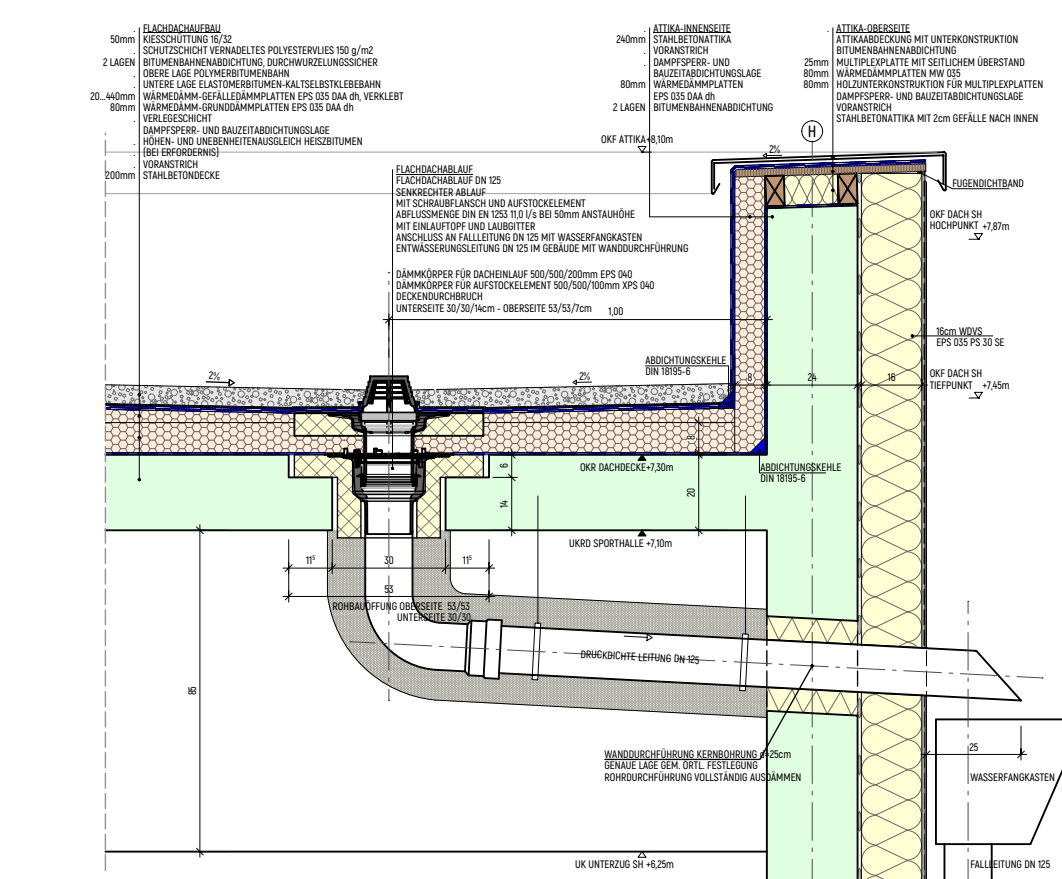 FLACHDACHAUFBAU
50mm KIESSCHÜTTUNG 16/32
. SCHUTZSCHICHT VERNADELTES POLYESTERVLIES 150 g/m2
2 LAGEN BITUMENBAHNENABDICHTUNG, DURCHWURZELUNGSSICHER
. OBERE LAGE POLYMERBITUMENBAHN
. UNTERE LAGE ELASTOMERBITUMEN-KALTSELBSTKLEBEBAHN
20...440mm WÄRMEDÄMM-GEFÄLLEDÄMMPLATTEN EPS 035 DAA dh, VERKLEBT
80mm WÄRMEDÄMM-GRUNDDÄMMPLATTEN EPS 035 DAA dh
. VERLEGESCHICHT
DAMPFSPERR- UND BAUZEITABDICHTUNGSLAGE
. HÖHEN- UND UNEBENHEITENAUSGLEICH HEISZBITUMEN
. (BEI ERFORDERNIS)
. VORANSTRICH
200mm STAHLBETONDECKE
. ATTIKA-INNENSEITE
240mm STAHLBETONATTIKA
. VORANSTRICH
. DAMPFSPERR- UND
BAUZEITABDICHTUNGSLAGE
80mm WÄRMEDÄMMPLATTEN
EPS 035 DAA dh
2 LAGEN BITUMENBAHNENABDICHTUNG
. ATTIKA-OBERSEITE
ATTIKAABDECKUNG MIT UNTERKONSTRUKTION
BITUMENBAHNENABDICHTUNG
25mm MULTIPLEXPLATTE MIT SEITLICHEM ÜBERSTAND
80mm WÄRMEDÄMMPLATTEN MW 035
80mm HOLZUNTERKONSTRUKTION FÜR MULTIPLEXPLATTEN
DAMPFSPERR- UND BAUZEITABDICHTUNGSLAGE
VORANSTRICH
STAHLBETONATTIKA MIT 2cm GEFÄLLE NACH INNEN
H
OKF ATTIKA+8,10m
2%
FUGENDICHTBAND
FLACHDACHABLAUF
FLACHDACHABLAUF DN 125
SENKRECHTER ABLAUF
MIT SCHRAUBFLANSCH UND AUFSTOCKELEMENT
ABFLUSSMENGE DIN EN 1253 11,0 l/s BEI 50mm ANSTAUHÖHE
MIT EINLAUFTOPF UND LAUBGITTER
ANSCHLUSS AN FALLLEITUNG DN 125 MIT WASSERFANGKASTEN
ENTWÄSSERUNGSLEITUNG DN 125 IM GEBÄUDE MIT WANDDURCHFÜHRUNG
DÄMMKÖRPER FÜR DACHEINLAUF 500/500/200mm EPS 040
DÄMMKÖRPER FÜR AUFSTOCKELEMENT 500/500/100mm XPS 040
DECKENDURCHBRUCH
UNTERSEITE 30/30/14cm - OBERSEITE 53/53/7cm
1,00
OKF DACH SH
HOCHPUNKT +7,87m
16cm WDVS
EPS 035 PS 30 SE
ABDICHTUNGSKEHLE
DIN 18195-6
OKF DACH SH
TIEFPUNKT +7,45m
2%
2%
8
24
16
8
OKR DACHDECKE+7,30m
ABDICHTUNGSKEHLE
DIN 18195-6
6
14
20
UKRD SPORTHALLE +7,10m
11⁵
30
11⁵
53
ROHBAUÖFFUNG OBERSEITE 53/53
UNTERSEITE 30/30
DRUCKDICHTE LEITUNG DN 125
85
WANDDURCHFÜHRUNG KERNBOHRUNG ø=25cm
GENAUE LAGE GEM. ÖRTL. FESTLEGUNG
ROHRDURCHFÜHRUNG VOLLSTÄNDIG AUSDÄMMEN
25
WASSERFANGKASTEN
UK UNTERZUG SH +6,25m
FALLLEITUNG DN 125